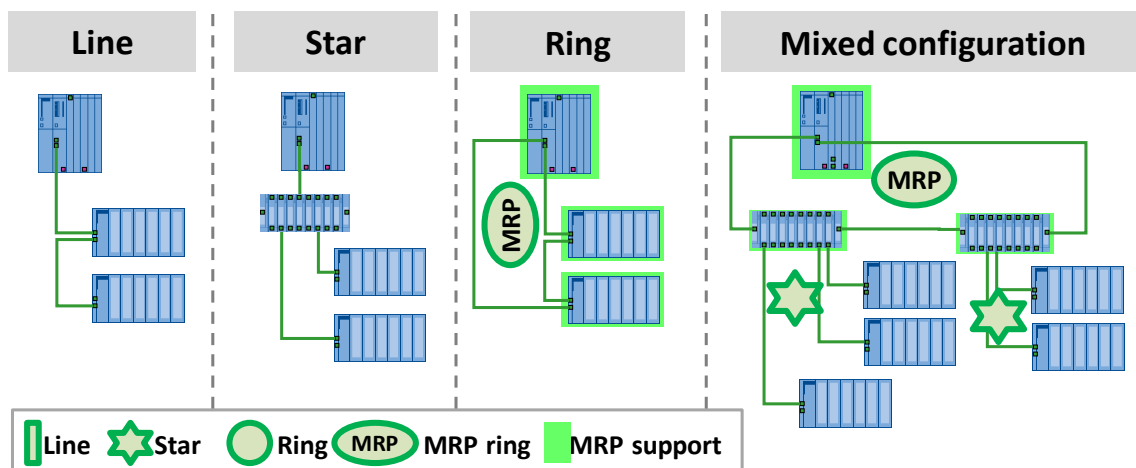 Line
Star
Ring
Mixed configuration
MRP
MRP
Line
Star
Ring
MRP
MRP ring
MRP support